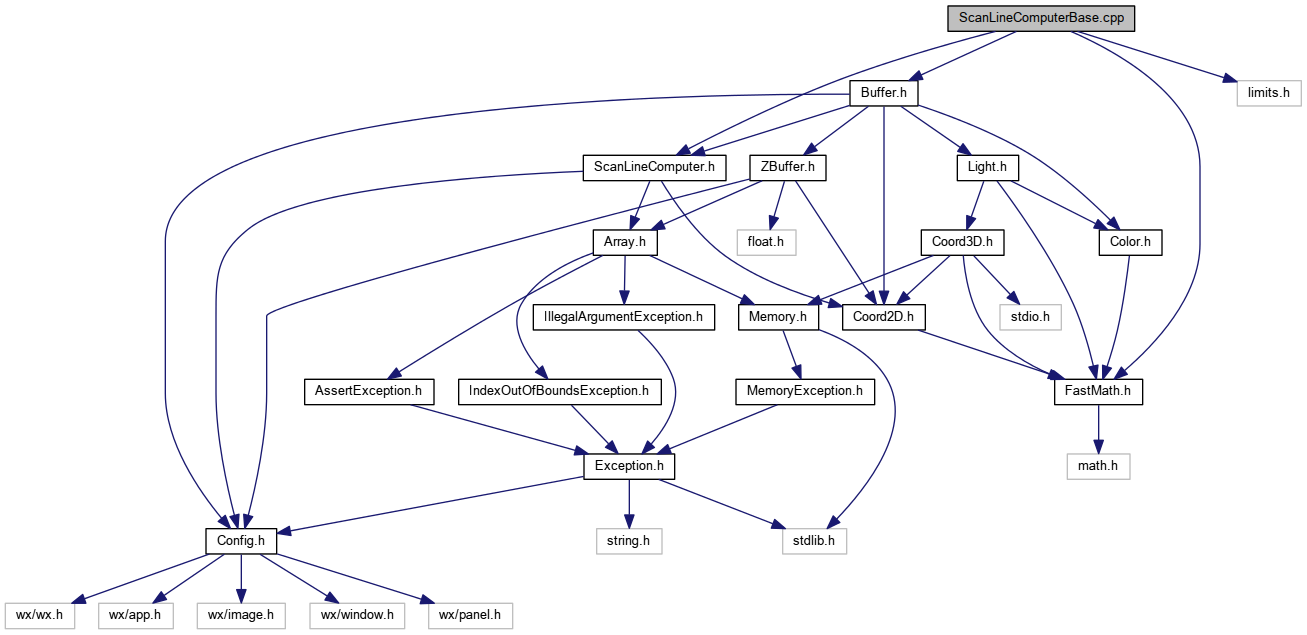 ScanLineComputerBase.cpp
Buffer.h
limits.h
ScanLineComputer.h
ZBuffer.h
Light.h
Array.h
float.h
Coord3D.h
Color.h
IllegalArgumentException.h
Memory.h
Coord2D.h
stdio.h
AssertException.h
IndexOutOfBoundsException.h
MemoryException.h
FastMath.h
Exception.h
math.h
Config.h
string.h
stdlib.h
wx/wx.h
wx/app.h
wx/image.h
wx/window.h
wx/panel.h